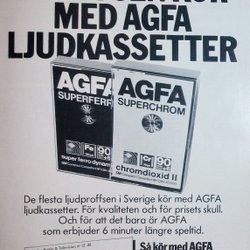 MED AGFA
LJUDKASSETTER
AGFA
SUPERFERRO
AGFA
SUPERCHROM
Fe
90
super ferro dynamic
90
chromdioxid II
De flesta ljudproffsen i Sverige kör med AGFA
ljudkassetter. För kvaliteten och för prisets skull.
Och för att det bara är AGFA
som erbjuder 6 minuter längre speltid.
Så kör med AGFA